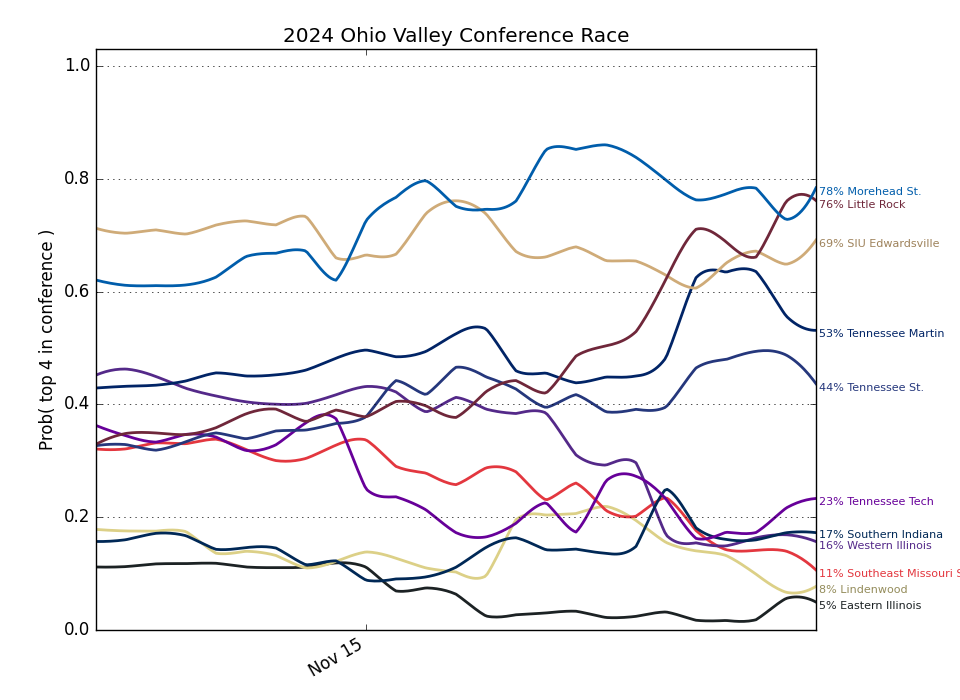 2024 Ohio Valley Conference Race
1.0
0.8
0.6
0.4
0.2
0.0
Prob( top 4 in conference )
Nov 15
78% Morehead St.
76% Little Rock
69% SIU Edwardsville
53% Tennessee Martin
44% Tennessee St.
23% Tennessee Tech
17% Southern Indiana
16% Western Illinois
11% Southeast Missouri S
8% Lindenwood
5% Eastern Illinois